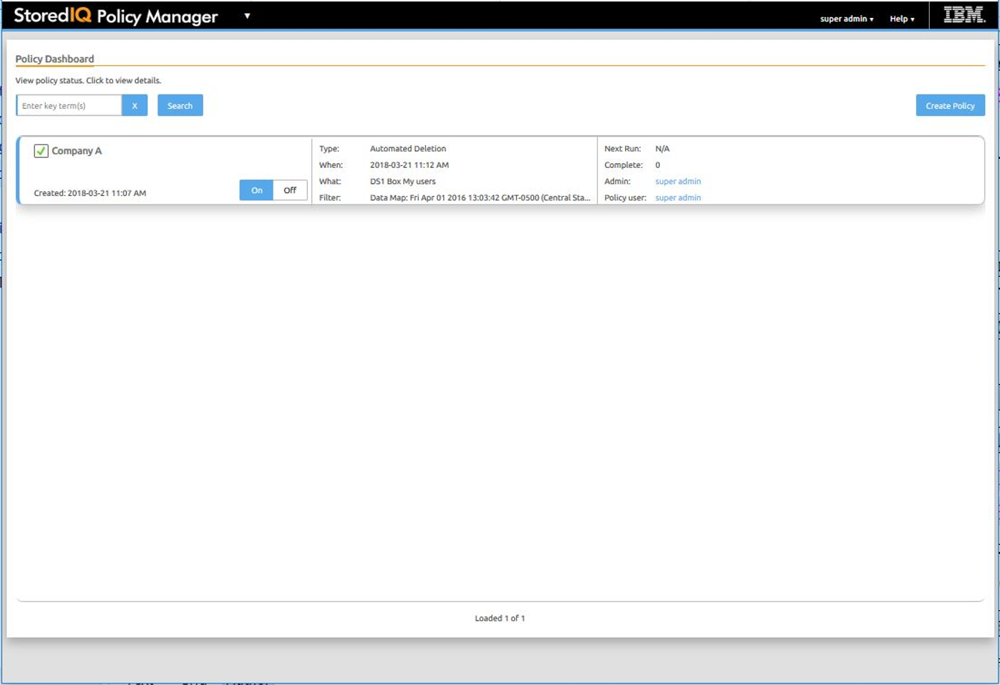 StoredIQ Policy Manager ▼ super admin ▾ Help ▾ IBM.
Policy Dashboard
View policy status. Click to view details.
Enter key term(s) X Search Create Policy
Company A
Created: 2018-03-21 11:07 AM On Off
Type: Automated Deletion
When: 2018-03-21 11:12 AM
What: DS1 Box My users
Filter: Data Map: Fri Apr 01 2016 13:03:42 GMT-0500 (Central Sta...
Next Run: N/A
Complete: 0
Admin: super admin
Policy user: super admin
Loaded 1 of 1